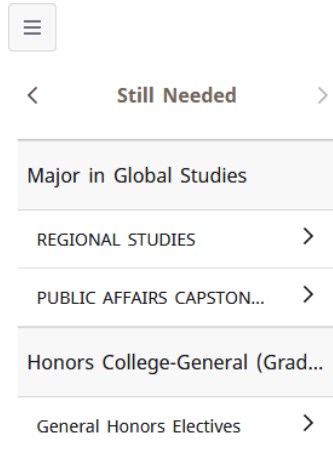 Still Needed
Major in Global Studies
REGIONAL STUDIES
PUBLIC AFFAIRS CAPSTON...
Honors College-General (Grad...
General Honors Electives